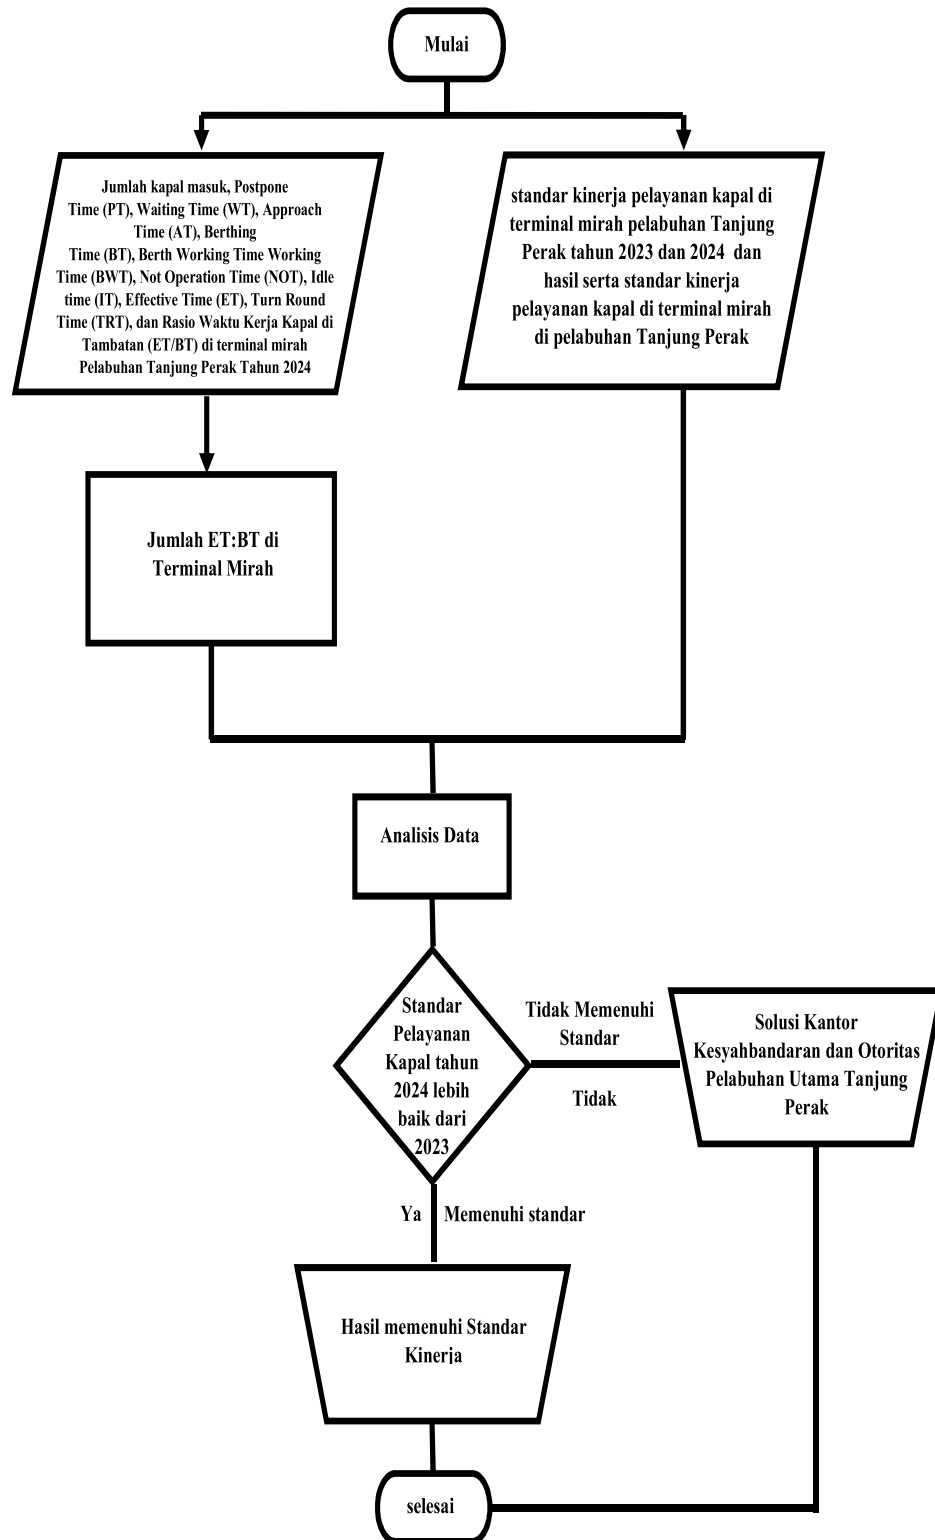 Mulai
Jumlah kapal masuk, Postpone
Time (PT), Waiting Time (WT), Approach
Time (AT), Berthing
Time (BT), Berth Working Time Working
Time (BWT), Not Operation Time (NOT), Idle
time (IT), Effective Time (ET), Turn Round
Time (TRT), dan Rasio Waktu Kerja Kapal di
Tambatan (ET/BT) di terminal mirah
Pelabuhan Tanjung Perak Tahun 2024
standar kinerja pelayanan kapal di
terminal mirah pelabuhan Tanjung
Perak tahun 2023 dan 2024 dan
hasil serta standar kinerja
pelayanan kapal di terminal mirah
di pelabuhan Tanjung Perak
Jumlah ET:BT di
Terminal Mirah
Analisis Data
Standar
Pelayanan
Kapal tahun
2024 lebih
baik dari
2023
Tidak Memenuhi
Standar
Tidak
Solusi Kantor
Kesyahbandaran dan Otoritas
Pelabuhan Utama Tanjung
Perak
Ya
Memenuhi standar
Hasil memenuhi Standar
Kinerja
selesai